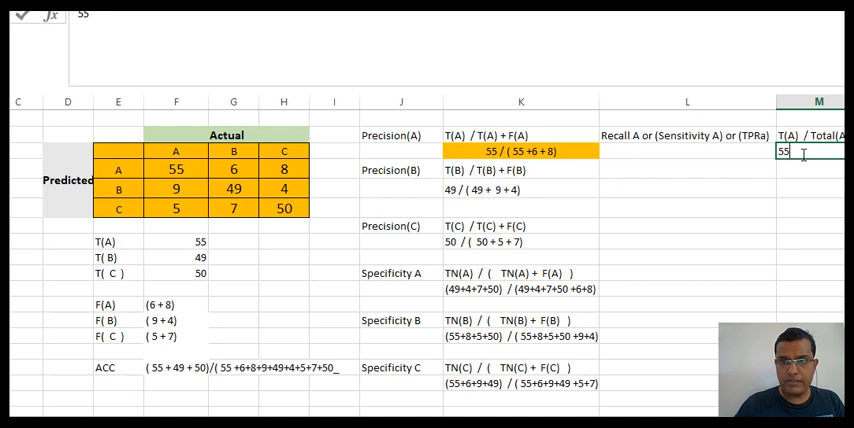 fx 55
C D E F G H I J K L M
Actual Precision(A) T(A) / T(A) + F(A) Recall A or (Sensitivity A) or (TPRa) T(A) / Total(A
A B C 55 / ( 55 +6 + 8) 55
Predicted A 55 6 8 Precision(B) T(B) / T(B) + F(B)
B 9 49 4 49 / ( 49 + 9 + 4)
C 5 7 50
Precision(C) T(C) / T(C) + F(C)
T(A) 55 50 / ( 50 + 5 + 7)
T( B) 49
T( C ) 50 Specificity A TN(A) / ( TN(A) + F(A) )
(49+4+7+50) / (49+4+7+50 +6+8)
F(A) (6 + 8)
F( B) ( 9 + 4) Specificity B TN(B) / ( TN(B) + F(B) )
F( C ) ( 5 + 7) (55+8+5+50) / (55+8+5+50 +9+4)
ACC ( 55 + 49 + 50)/( 55 +6+8+9+49+4+5+7+50_ Specificity C TN(C) / ( TN(C) + F(C) )
(55+6+9+49) / ( 55+6+9+49 +5+7)